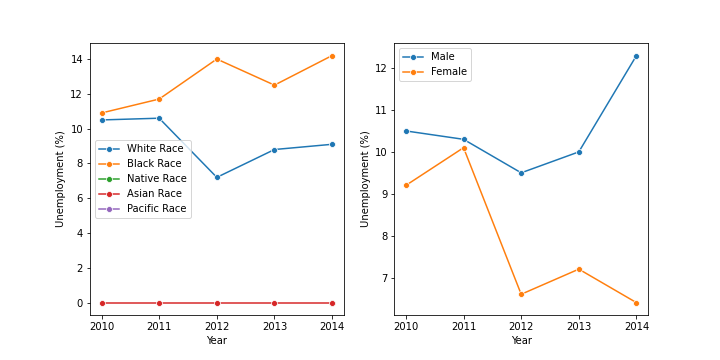 14
12
10
8
6
4
2
0
Unemployment (%)
White Race
Black Race
Native Race
Asian Race
Pacific Race
2010 2011 2012 2013 2014
Year
12
11
10
9
8
7
Unemployment (%)
Male
Female
2010 2011 2012 2013 2014
Year